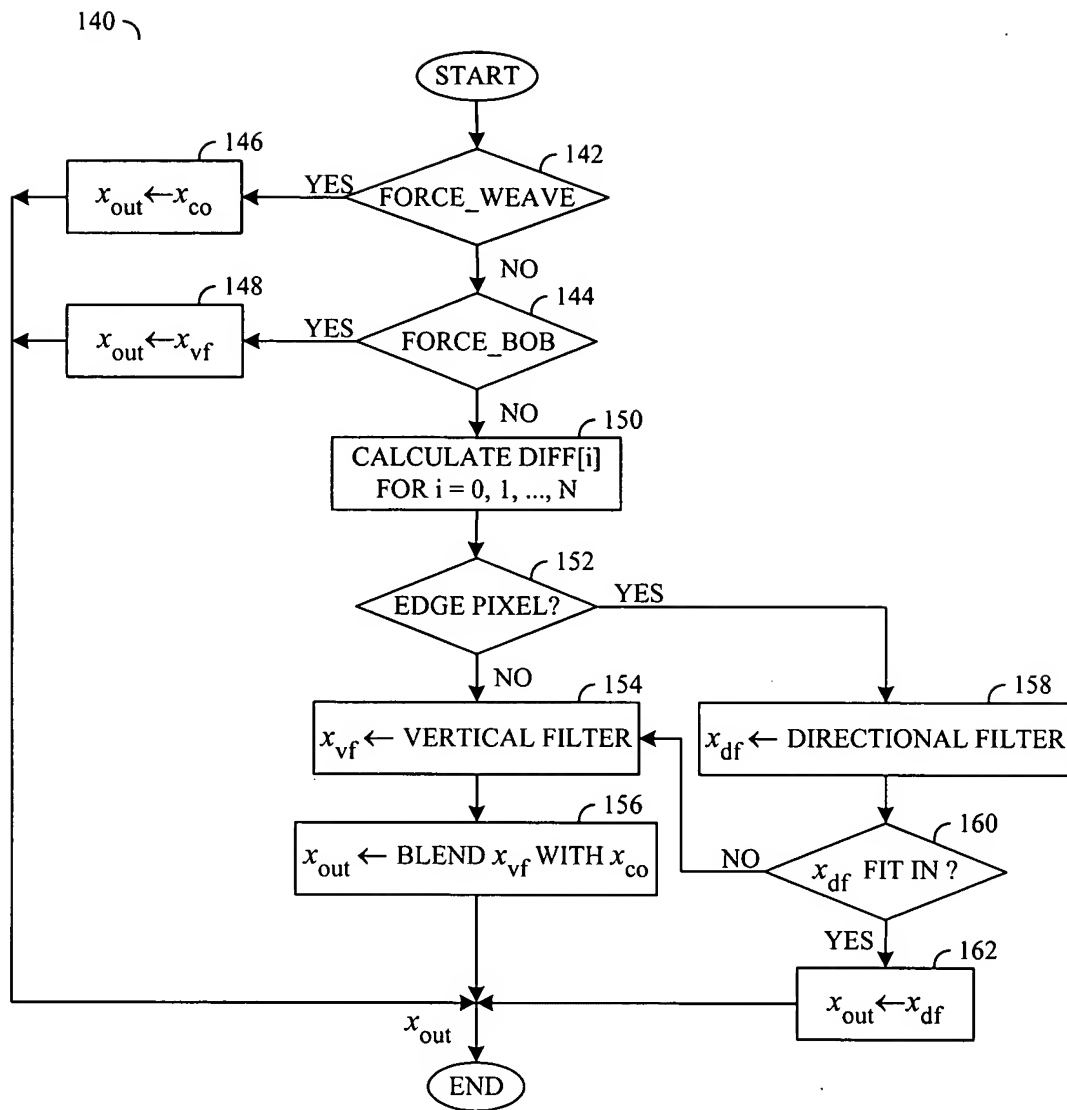 140
START
146
142
x_out ← x_co
YES
FORCE_WEAVE
NO
148
144
x_out ← x_vf
YES
FORCE_BOB
NO
150
CALCULATE DIFF[i]
FOR i = 0, 1, ..., N
152
EDGE PIXEL?
YES
NO
154
158
x_vf ← VERTICAL FILTER
x_df ← DIRECTIONAL FILTER
156
160
x_out ← BLEND x_vf WITH x_co
NO
x_df FIT IN ?
YES
162
x_out ← x_df
x_out
END